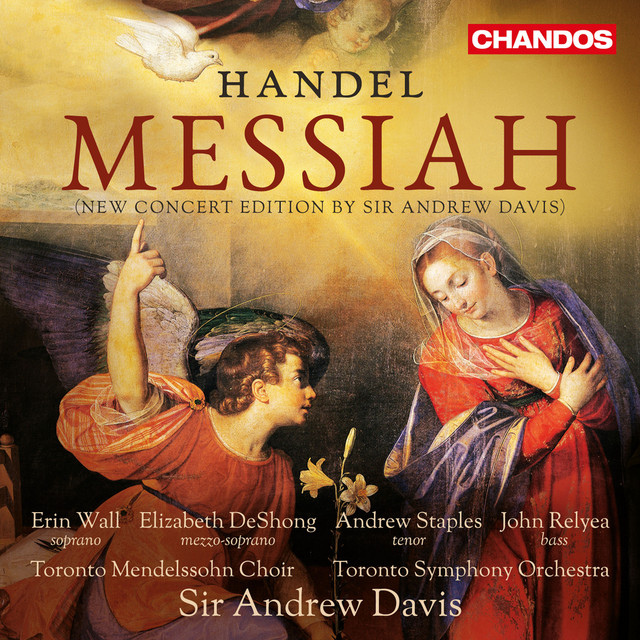 CHANDOS
HANDEL
MESSIAH
(NEW CONCERT EDITION BY SIR ANDREW DAVIS)
Erin Wall Elizabeth DeShong Andrew Staples John Relyea
soprano mezzo-soprano tenor bass
Toronto Mendelssohn Choir Toronto Symphony Orchestra
Sir Andrew Davis